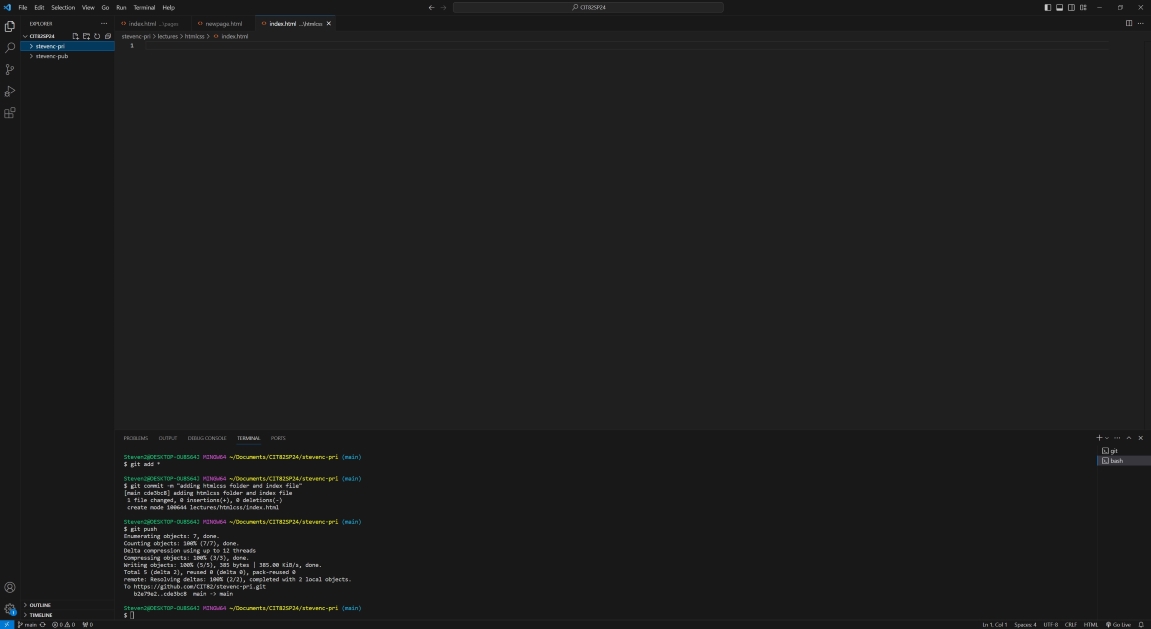 File Edit Selection View Go Run Terminal Help
CIT82SP24
EXPLORER
index.html ...\pages
newpage.html
index.html ...\htmlcss
CIT82SP24
stevenc-pri
stevenc-pub
stevenc-pri > lectures > htmlcss > index.html
1
PROBLEMS OUTPUT DEBUG CONSOLE TERMINAL PORTS
git
bash
Steven2@DESKTOP-OU8564J MINGW64 ~/Documents/CIT82SP24/stevenc-pri (main)
$ git add *
Steven2@DESKTOP-OU8564J MINGW64 ~/Documents/CIT82SP24/stevenc-pri (main)
$ git commit -m "adding htmlcss folder and index file"
[main cde3bc8] adding htmlcss folder and index file
1 file changed, 0 insertions(+), 0 deletions(-)
create mode 100644 lectures/htmlcss/index.html
Steven2@DESKTOP-OU8564J MINGW64 ~/Documents/CIT82SP24/stevenc-pri (main)
$ git push
Enumerating objects: 7, done.
Counting objects: 100% (7/7), done.
Delta compression using up to 12 threads
Compressing objects: 100% (3/3), done.
Writing objects: 100% (5/5), 385 bytes | 385.00 KiB/s, done.
Total 5 (delta 2), reused 0 (delta 0), pack-reused 0
remote: Resolving deltas: 100% (2/2), completed with 2 local objects.
To https://github.com/CIT82/stevenc-pri.git
b2e79e2..cde3bc8 main -> main
Steven2@DESKTOP-OU8564J MINGW64 ~/Documents/CIT82SP24/stevenc-pri (main)
$
OUTLINE
TIMELINE
main 0 0 0
Ln 1, Col 1 Spaces: 4 UTF-8 CRLF HTML Go Live